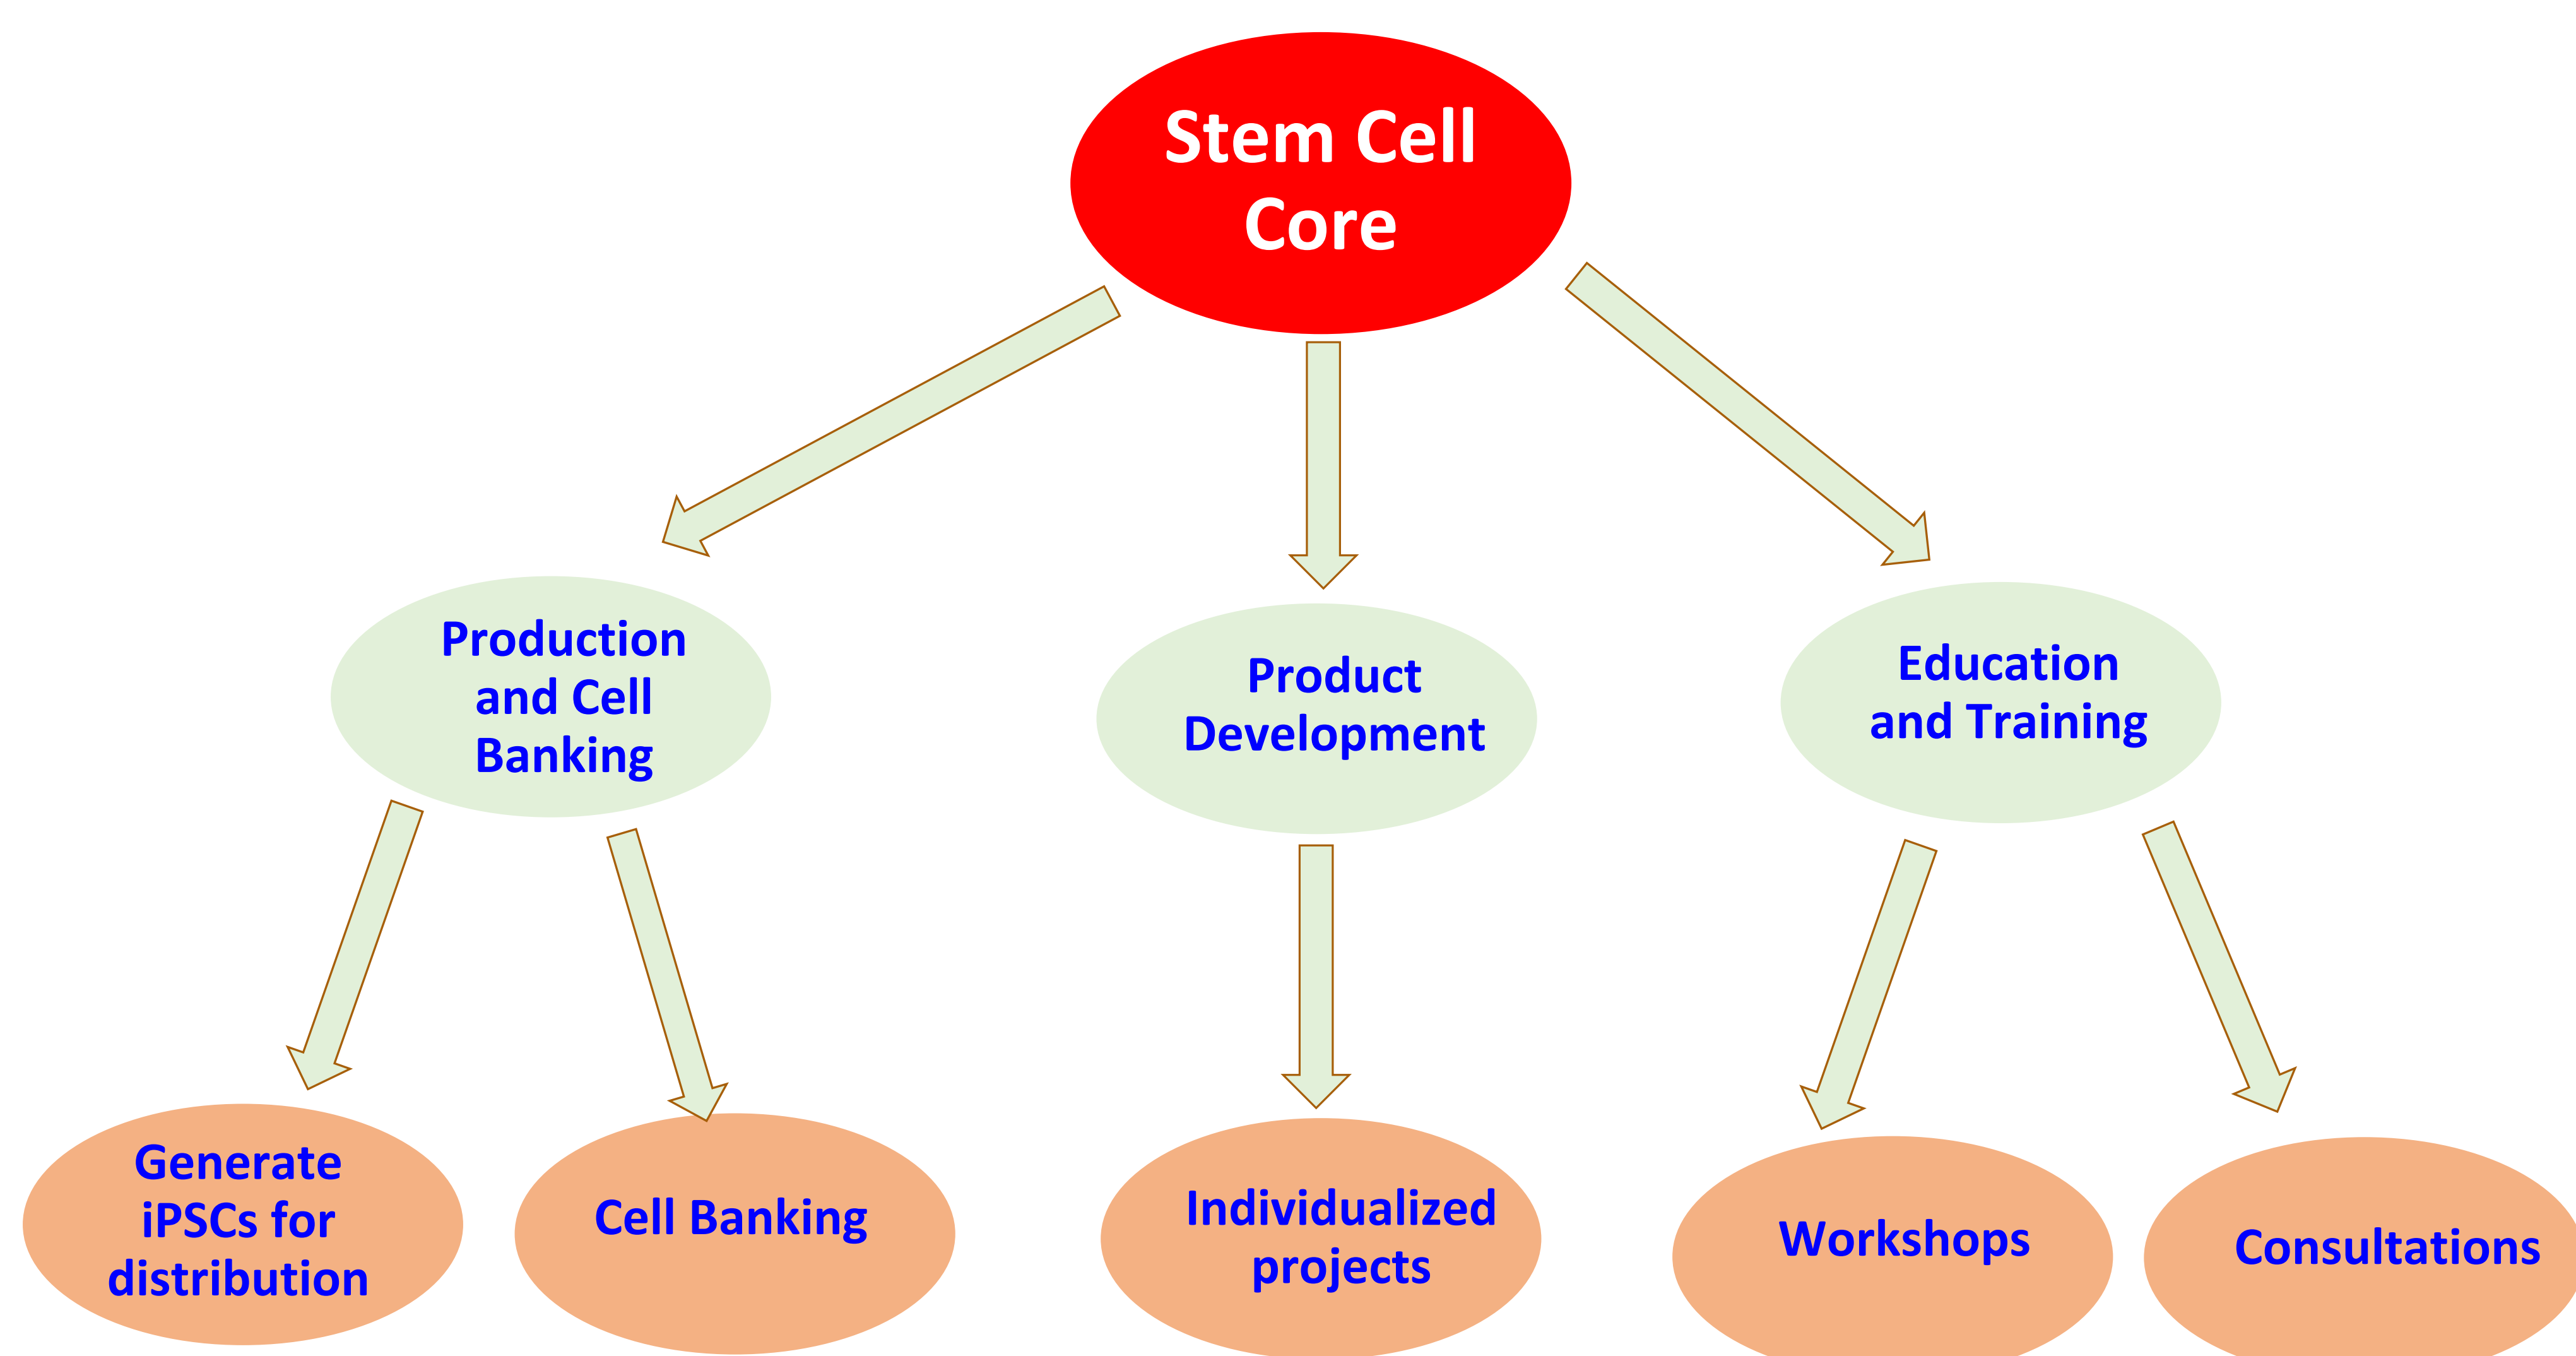 Stem Cell
Core
Production
and Cell
Banking
Product
Development
Education
and Training
Generate
iPSCs for
distribution
Cell Banking
Individualized
projects
Workshops
Consultations